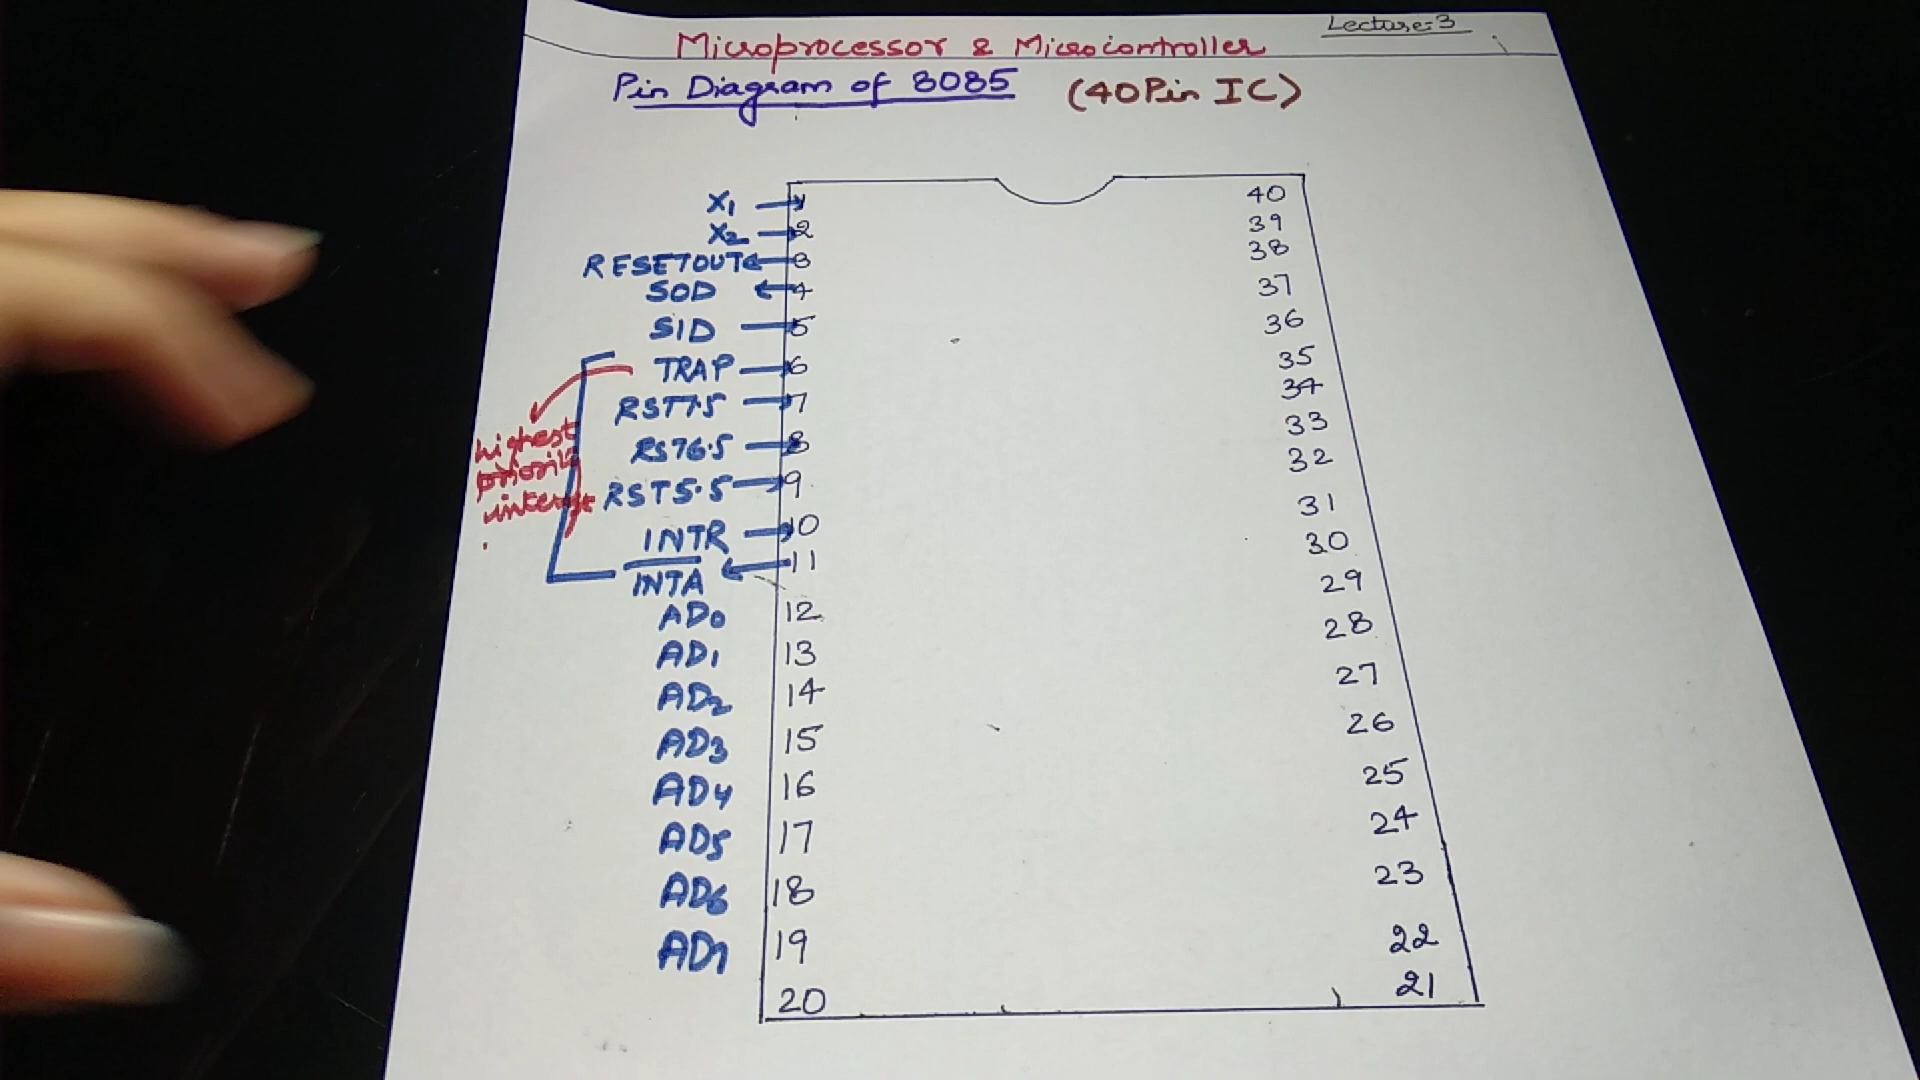 Lecture:-3
Microprocessor & Microcontroller
Pin Diagram of 8085 (40 Pin IC)
X1 1
X2 2
RESETOUT 3
SOD 4
SID 5
TRAP 6
RST7.5 7
RST6.5 8
RST5.5 9
INTR 10
INTA 11
AD0 12
AD1 13
AD2 14
AD3 15
AD4 16
AD5 17
AD6 18
AD7 19
20
highest
priority
40
39
38
37
36
35
34
33
32
31
30
29
28
27
26
25
24
23
22
21